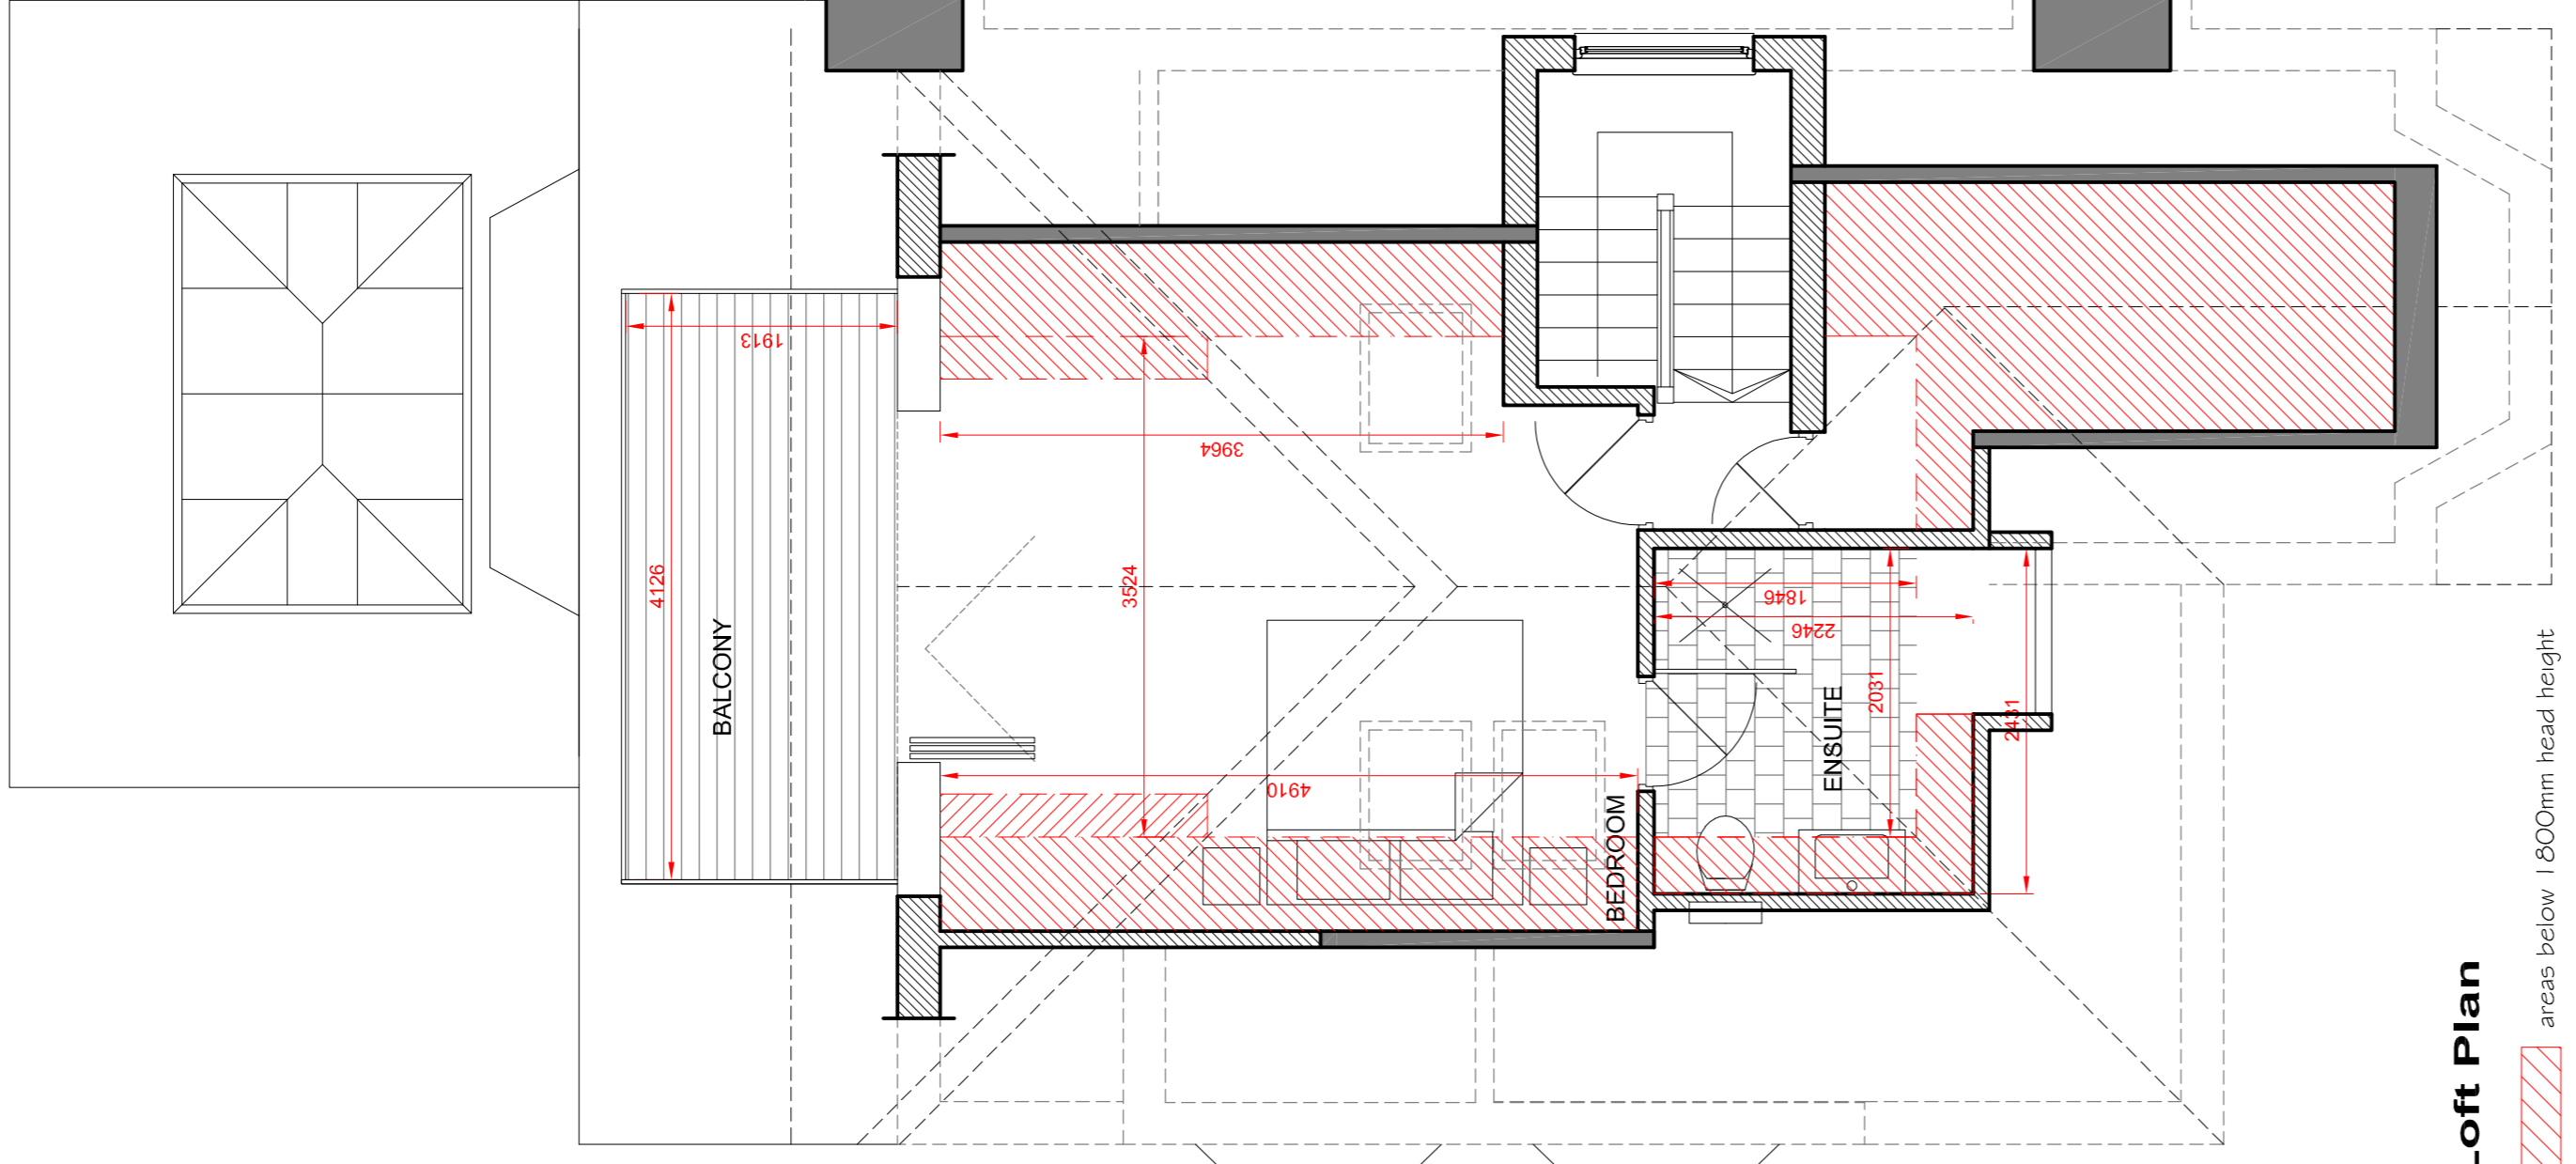 BALCONY
1913
4126
3524
3964
4910
BEDROOM
ENSUITE
1846
2246
2031
2431
Loft Plan
areas below 1800mm head height